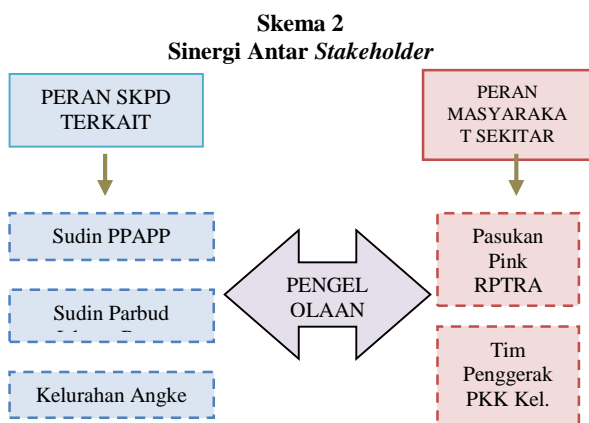 Skema 2
Sinergi Antar Stakeholder
PERAN SKPD
TERKAIT
PERAN
MASYARAKA
T SEKITAR
Sudin PPAPP
Sudin Parbud
Kelurahan Angke
PENGEL
OLAAN
Pasukan
Pink
RPTRA
Tim
Penggerak
PKK Kel.